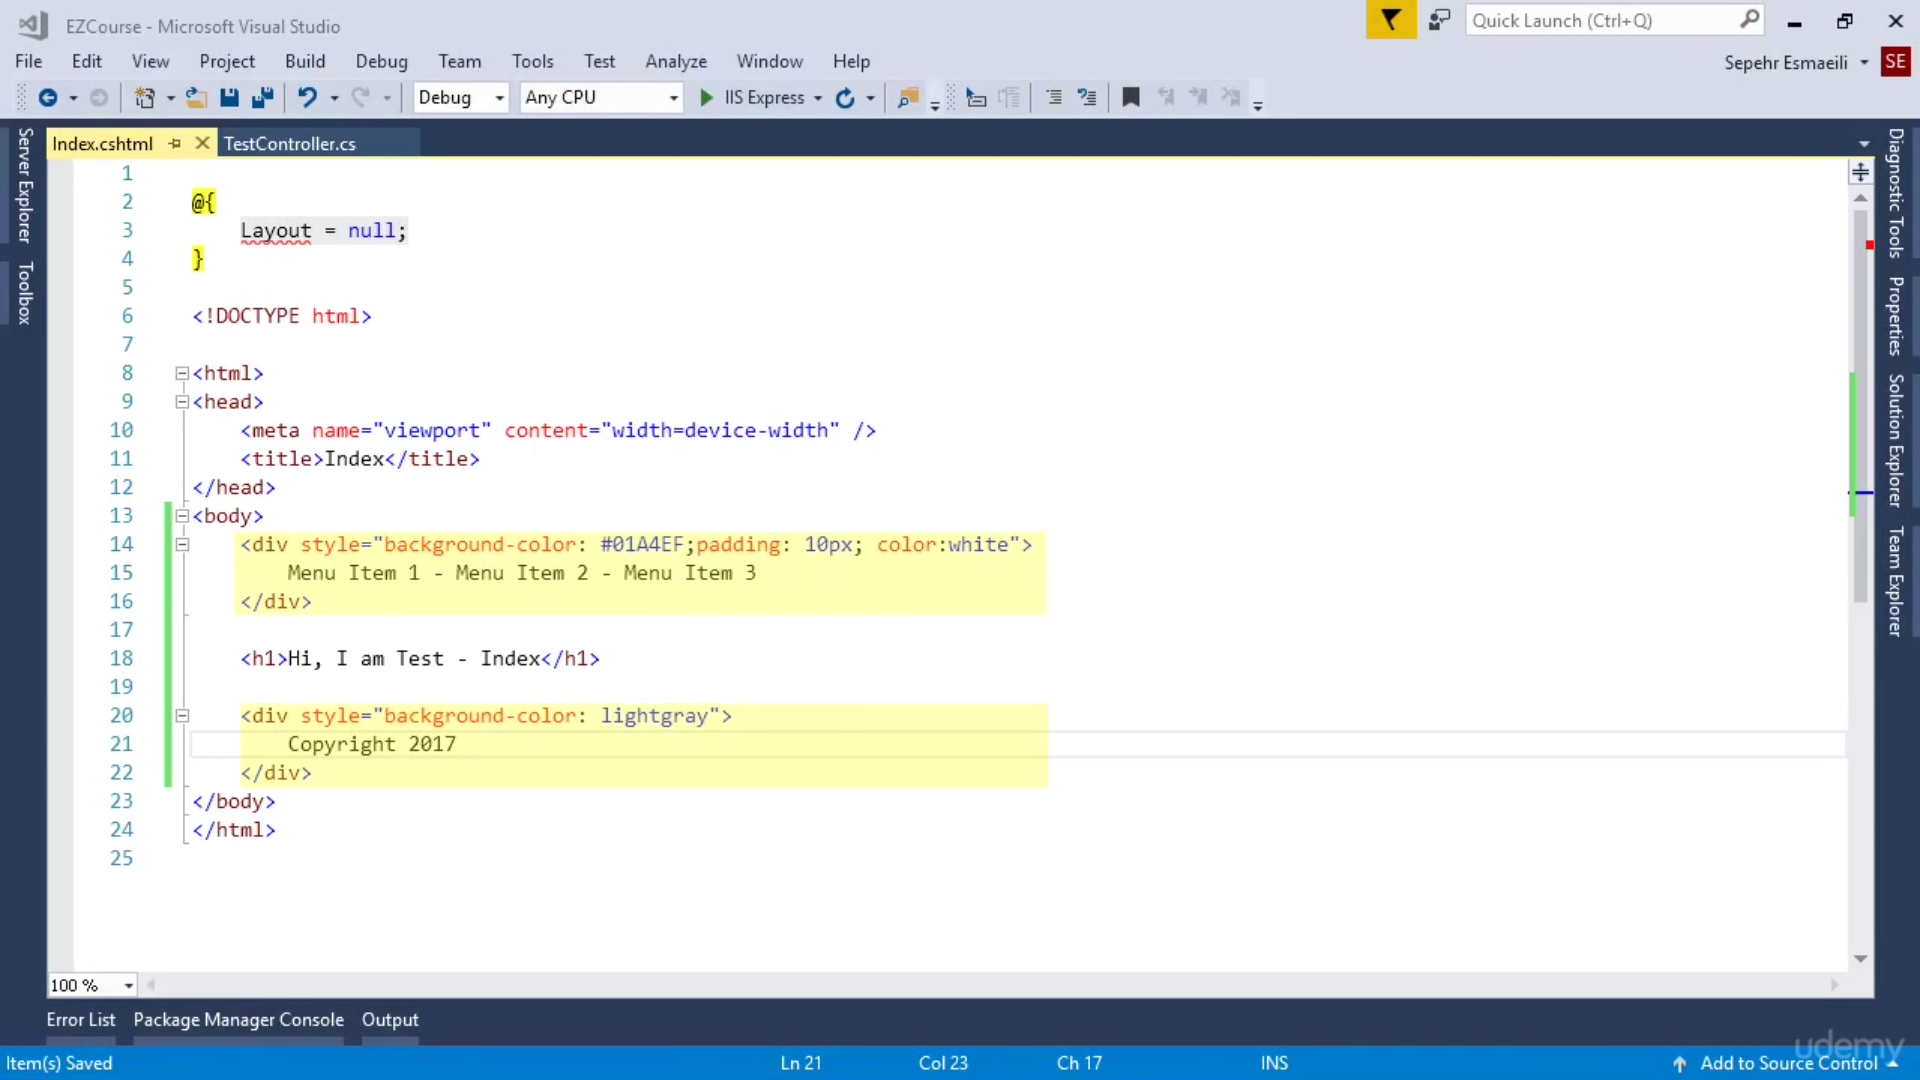 EZCourse - Microsoft Visual Studio
Quick Launch (Ctrl+Q)
File Edit View Project Build Debug Team Tools Test Analyze Window Help
Sepehr Esmaeili SE
Debug Any CPU IIS Express
Index.cshtml TestController.cs
Server Explorer
Toolbox
Diagnostic Tools
Properties
Solution Explorer
Team Explorer
1
2 @{
3 Layout = null;
4 }
5
6 <!DOCTYPE html>
7
8 <html>
9 <head>
10 <meta name="viewport" content="width=device-width" />
11 <title>Index</title>
12 </head>
13 <body>
14 <div style="background-color: #01A4EF;padding: 10px; color:white">
15 Menu Item 1 - Menu Item 2 - Menu Item 3
16 </div>
17
18 <h1>Hi, I am Test - Index</h1>
19
20 <div style="background-color: lightgray">
21 Copyright 2017
22 </div>
23 </body>
24 </html>
25
100 %
Error List Package Manager Console Output
udemy
Item(s) Saved Ln 21 Col 23 Ch 17 INS Add to Source Control